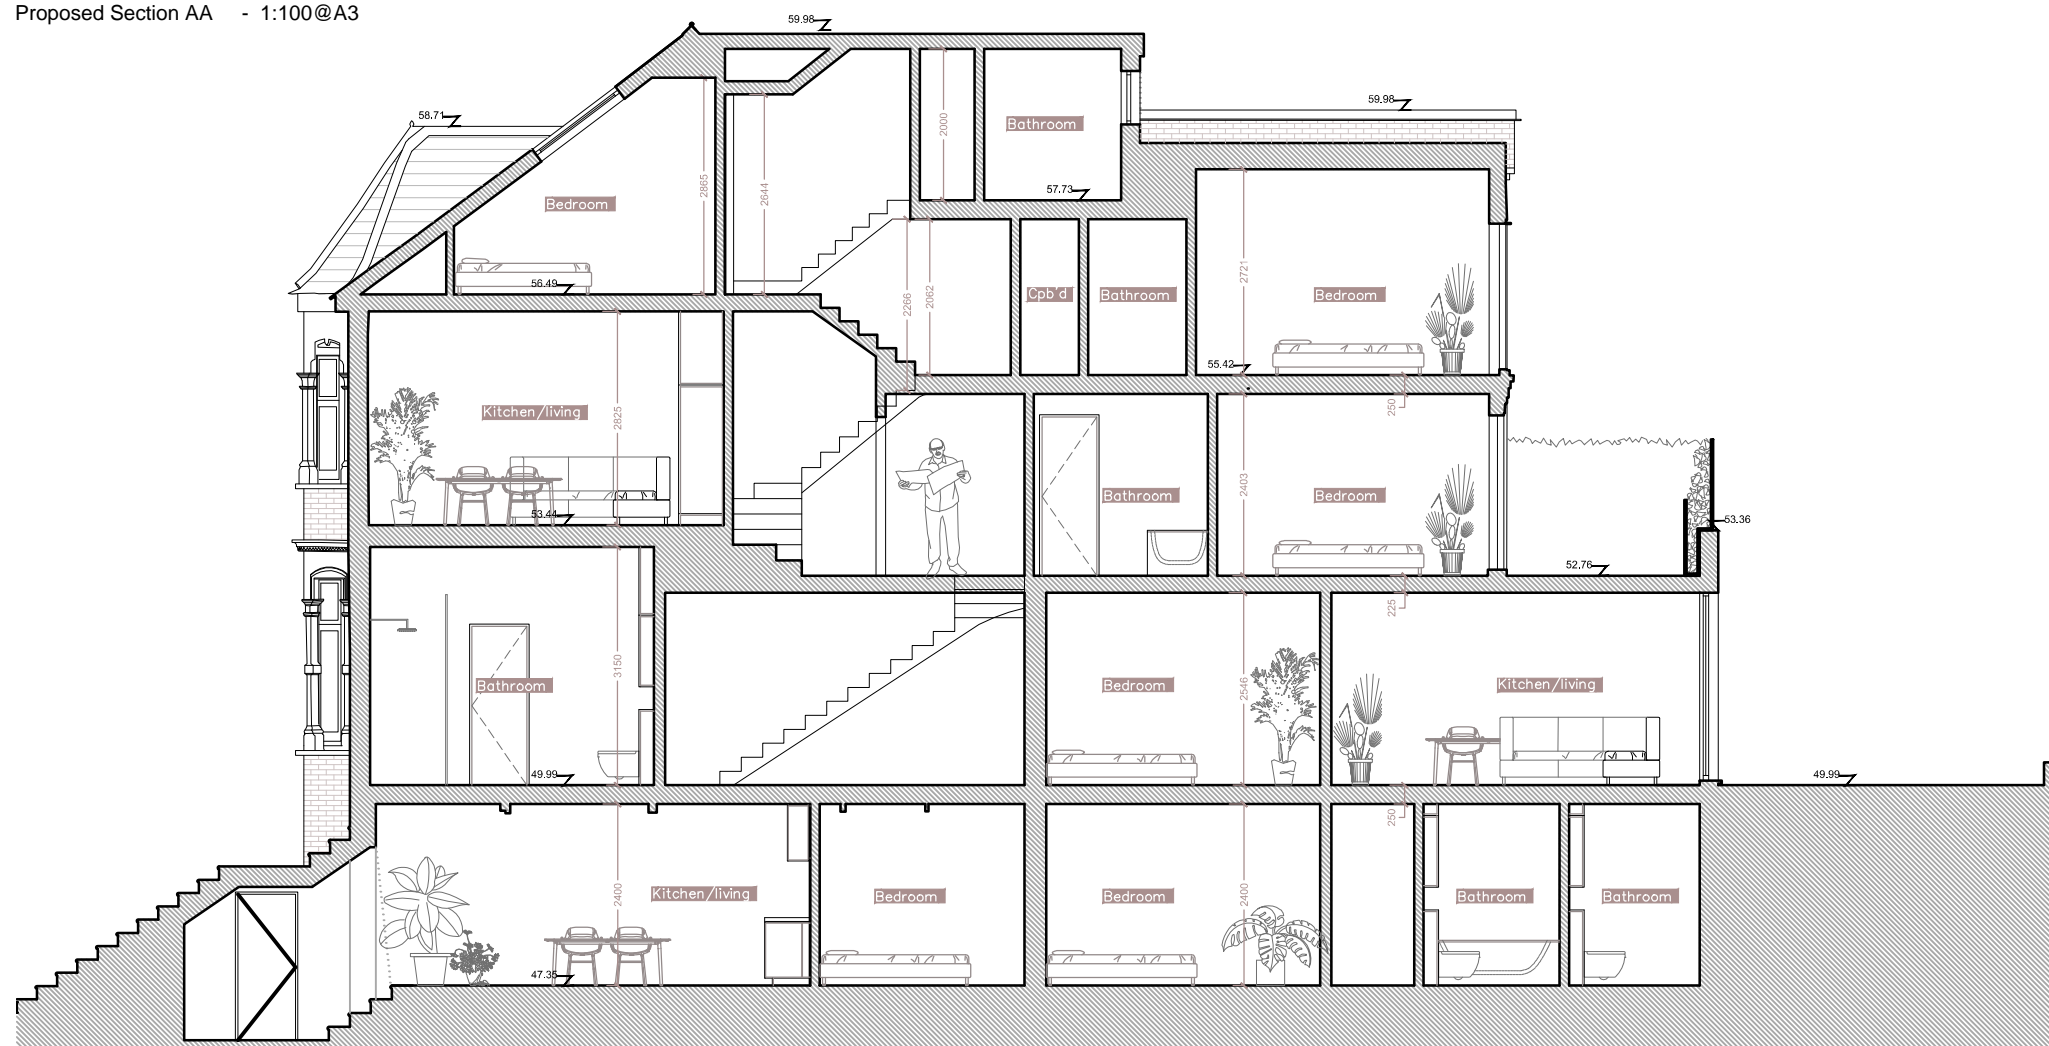 Proposed Section AA - 1:100@A3
59.98
58.71
59.98
2000
Bathroom
2865
2644
57.73
Bedroom
56.49
2266
2062
Cpb'd
Bathroom
2721
Bedroom
55.42
250
Kitchen/living
2825
53.44
Bathroom
2403
Bedroom
53.36
52.76
225
Bathroom
3150
49.99
Bedroom
2546
Kitchen/living
49.99
250
Kitchen/living
2400
47.35
Bedroom
Bedroom
2400
Bathroom
Bathroom